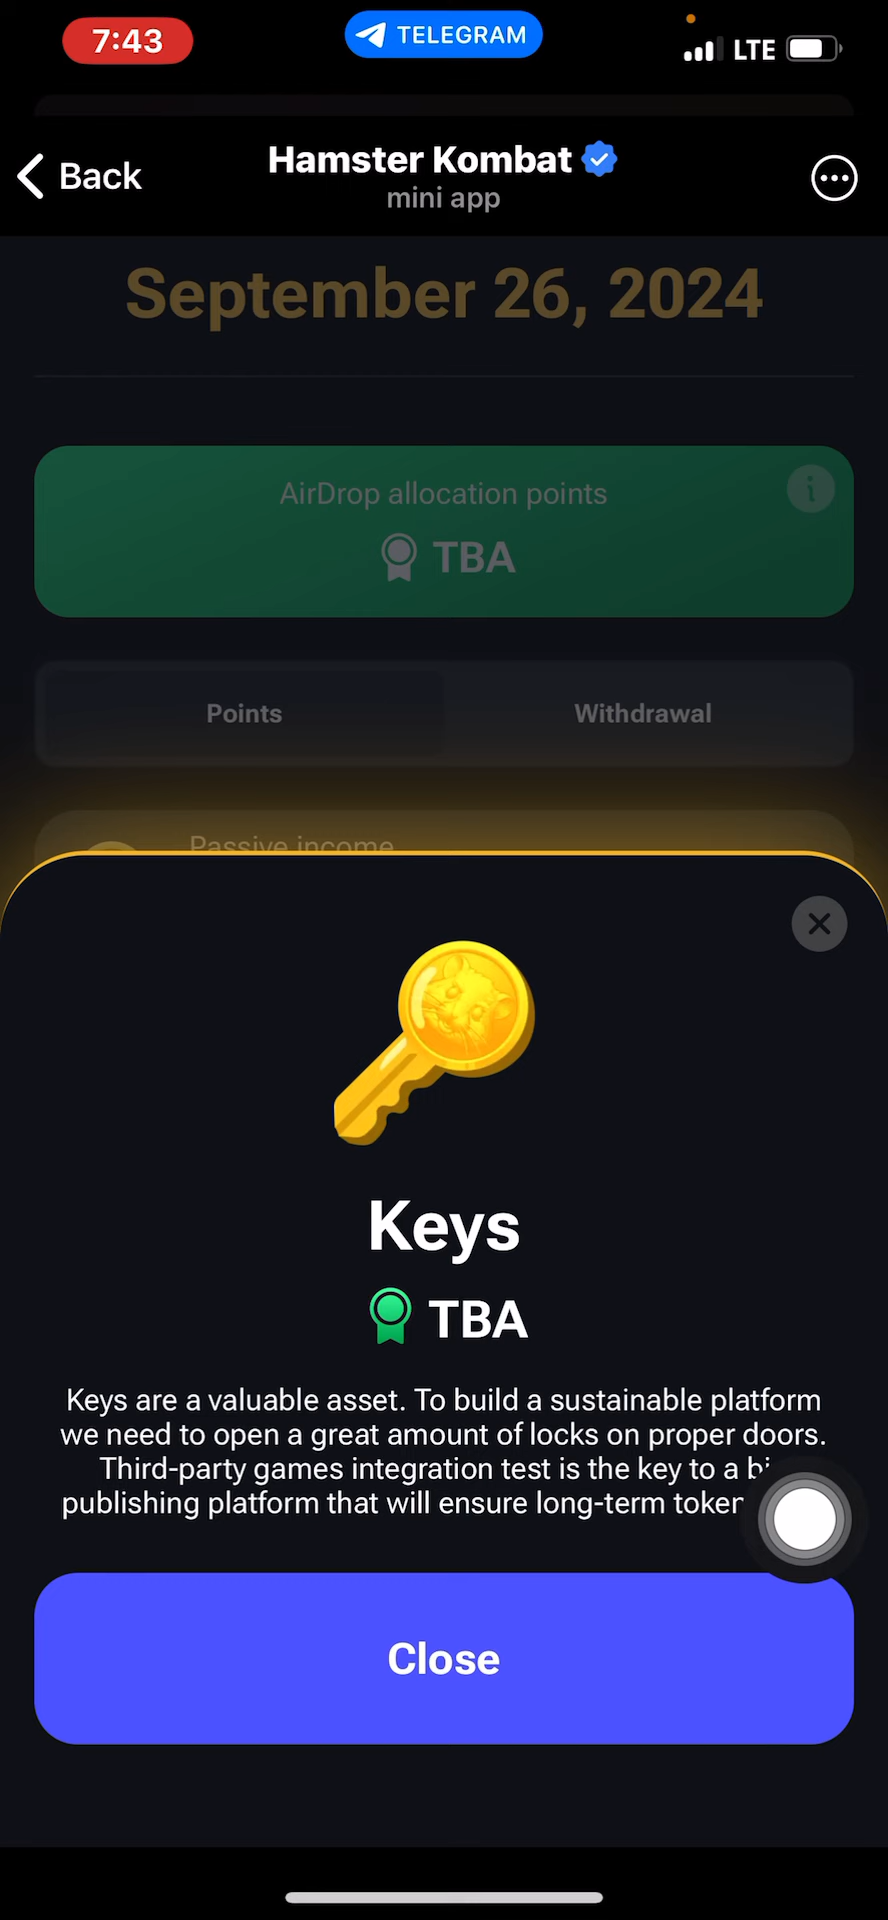 7:43
TELEGRAM
LTE
Back
Hamster Kombat
mini app
September 26, 2024
AirDrop allocation points
TBA
Points
Withdrawal
Passive income
Keys
TBA
Keys are a valuable asset. To build a sustainable platform
we need to open a great amount of locks on proper doors.
Third-party games integration test is the key to a
publishing platform that will ensure long-term token
Close